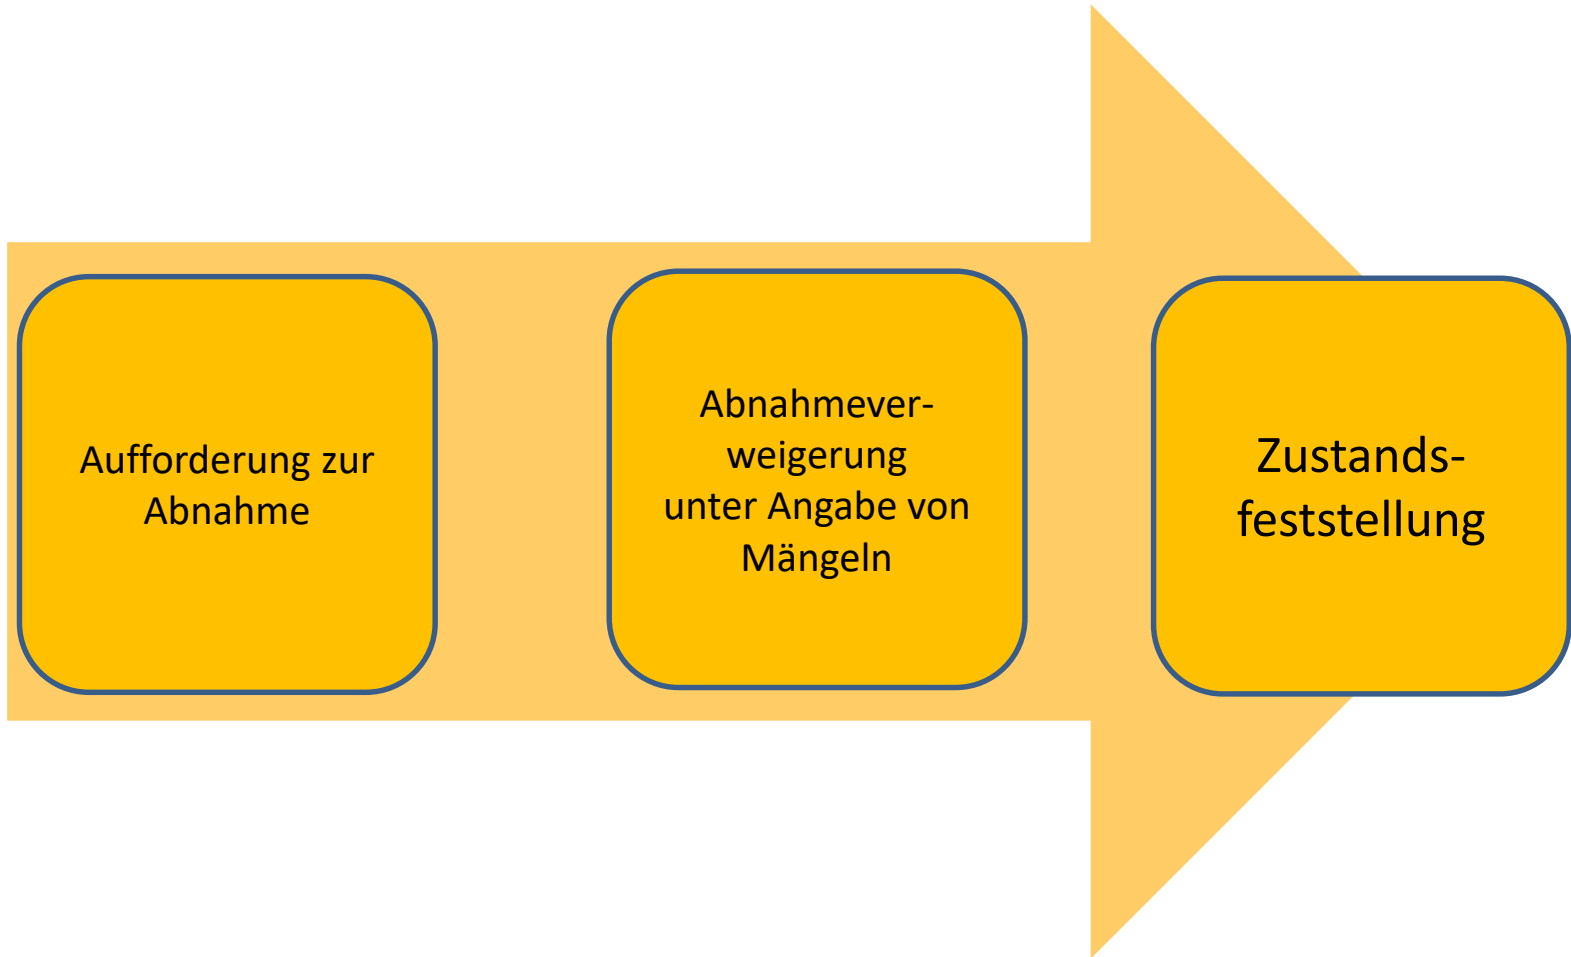 Aufforderung zur
Abnahme
Abnahmever-
weigerung
unter Angabe von
Mängeln
Zustands-
feststellung